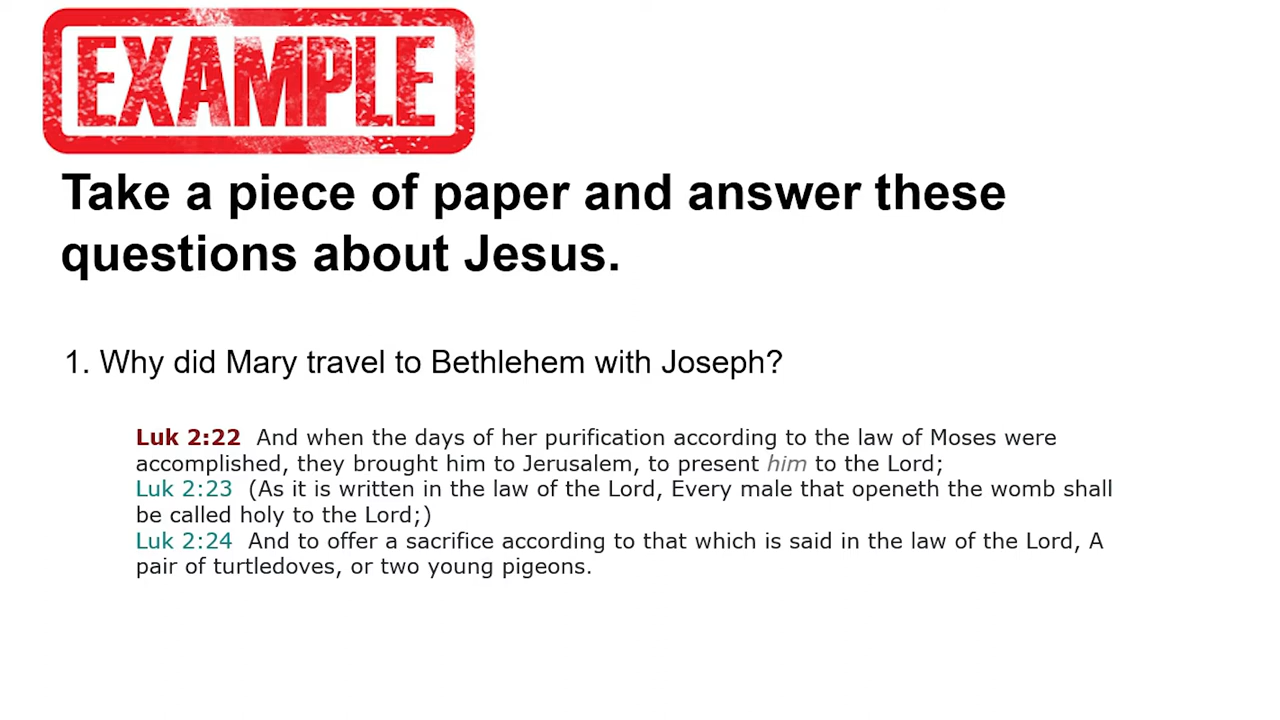 EXAMPLE
Take a piece of paper and answer these
questions about Jesus.
1. Why did Mary travel to Bethlehem with Joseph?
Luk 2:22 And when the days of her purification according to the law of Moses were
accomplished, they brought him to Jerusalem, to present him to the Lord;
Luk 2:23 (As it is written in the law of the Lord, Every male that openeth the womb shall
be called holy to the Lord;)
Luk 2:24 And to offer a sacrifice according to that which is said in the law of the Lord, A
pair of turtledoves, or two young pigeons.